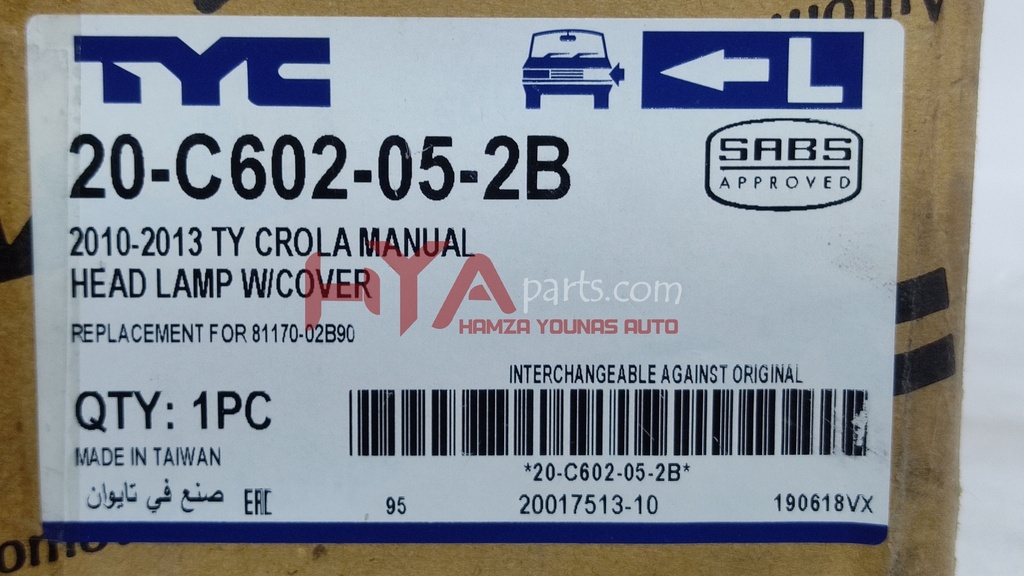 TYC
L
20-C602-05-2B
SABS
APPROVED
2010-2013 TY CROLA MANUAL
HEAD LAMP W/COVER
HYAparts.com
HAMZA YOUNAS AUTO
REPLACEMENT FOR 81170-02B90
INTERCHANGEABLE AGAINST ORIGINAL
QTY: 1PC
MADE IN TAIWAN
*20-C602-05-2B*
صنع في تايوان EAC 95 20017513-10 190618VX